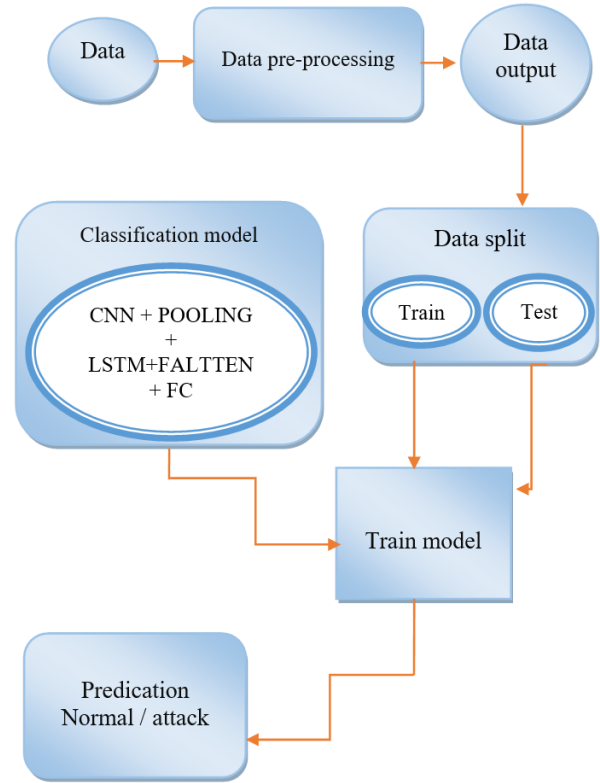 Data
Data pre-processing
Data
output
Classification model
CNN + POOLING
+
LSTM+FALTTEN
+ FC
Data split
Train
Test
Train model
Predication
Normal / attack